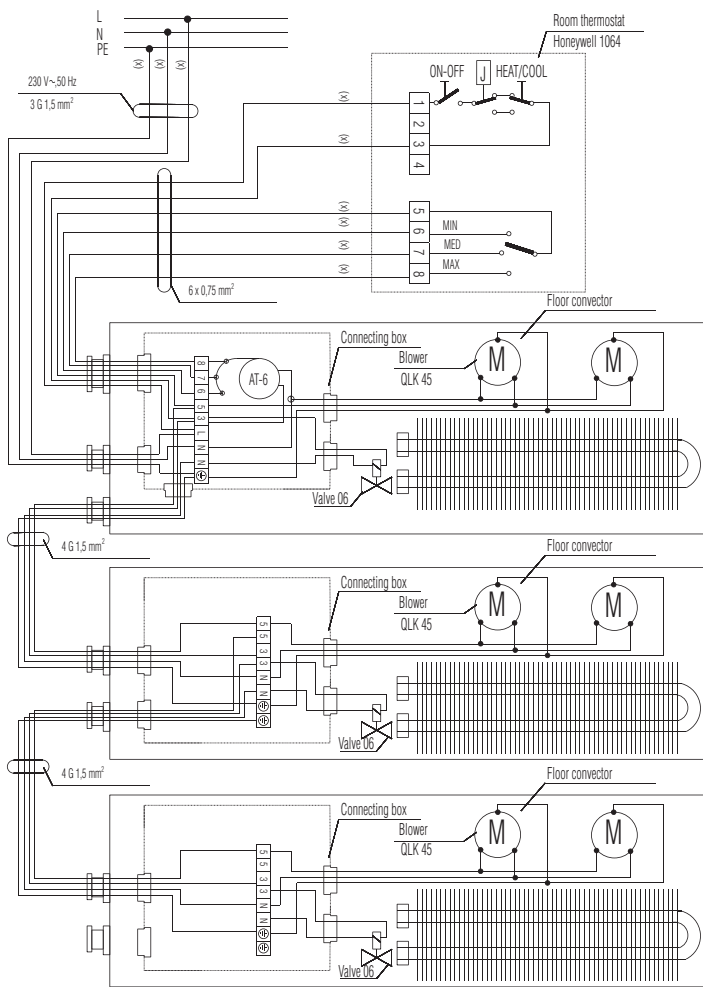 L
N
PE
(x)
(x)
(x)
230 V~,50 Hz
3 G 1,5 mm²
Room thermostat
Honeywell 1064
ON-OFF
J
HEAT/COOL
(x)
1
2
(x)
3
4
(x)
5
(x)
6
MIN
(x)
7
MED
(x)
8
MAX
6 x 0,75 mm²
Floor convector
Connecting box
Blower
QLK 45
M
M
8
7
6
5
3
L
N
N
AT-6
Valve 06
4 G 1,5 mm²
Floor convector
Connecting box
Blower
QLK 45
M
M
5
5
3
3
N
N
Valve 06
4 G 1,5 mm²
Floor convector
Connecting box
Blower
QLK 45
M
M
5
5
3
3
N
N
Valve 06